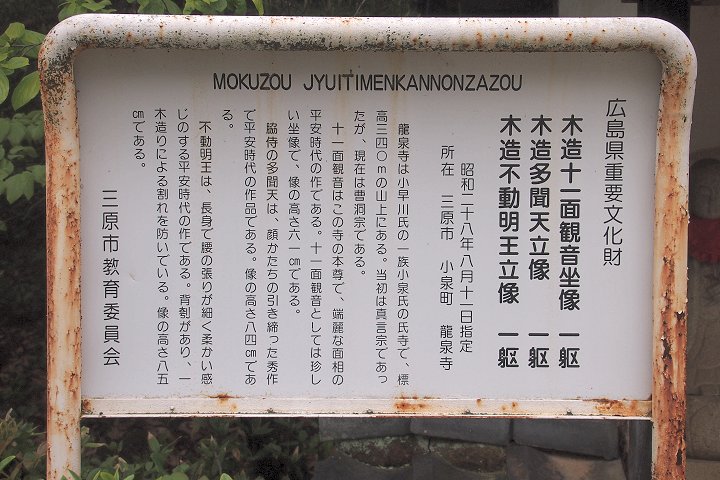 MOKUZOU JYUITIMENKANNONZAZOU
広島県重要文化財
木造十一面観音坐像 一躯
木造多聞天立像 一躯
木造不動明王立像 一躯
昭和二十八年八月十一日指定
所在 三原市 小泉町 龍泉寺
龍泉寺は小早川氏の一族小泉氏の氏寺で、標
高三四〇mの山上にある。当初は真言宗であっ
たが、現在は曹洞宗である。
十一面観音はこの寺の本尊で、端麗な面相の
平安時代の作である。十一面観音としては珍し
い坐像で、像の高さ六一㎝である。
脇侍の多聞天は、顔かたちの引き締った秀作
で平安時代の作品である。像の高さ八四㎝であ
る。
不動明王は、長身で腰の張りが細く柔かい感
じのする平安時代の作である。背刳があり、一
木造りによる割れを防いでいる。像の高さ八五
㎝である。
三原市教育委員会